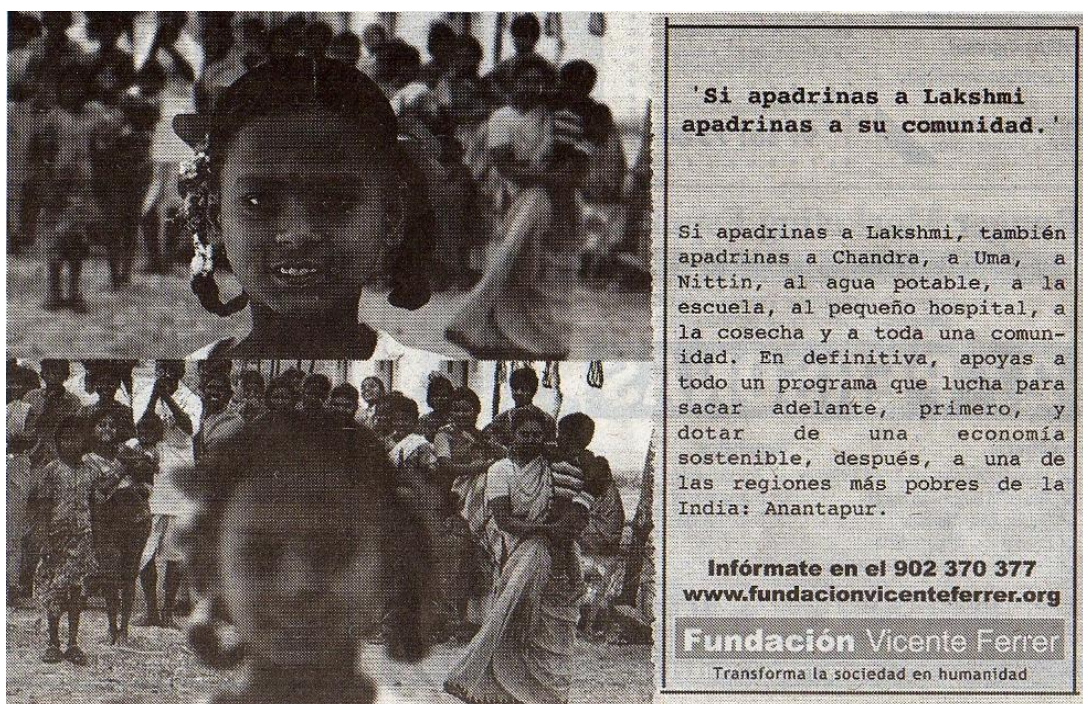 'Si apadrinas a Lakshmi
apadrinas a su comunidad.'
Si apadrinas a Lakshmi, también
apadrinas a Chandra, a Uma, a
Nittin, al agua potable, a la
escuela, al pequeño hospital, a
la cosecha y a toda una comun-
idad. En definitiva, apoyas a
todo un programa que lucha para
sacar adelante, primero, y
dotar de una economía
sostenible, después, a una de
las regiones más pobres de la
India: Anantapur.
Infórmate en el 902 370 377
www.fundacionvicenteferrer.org
Fundación Vicente Ferrer
Transforma la sociedad en humanidad